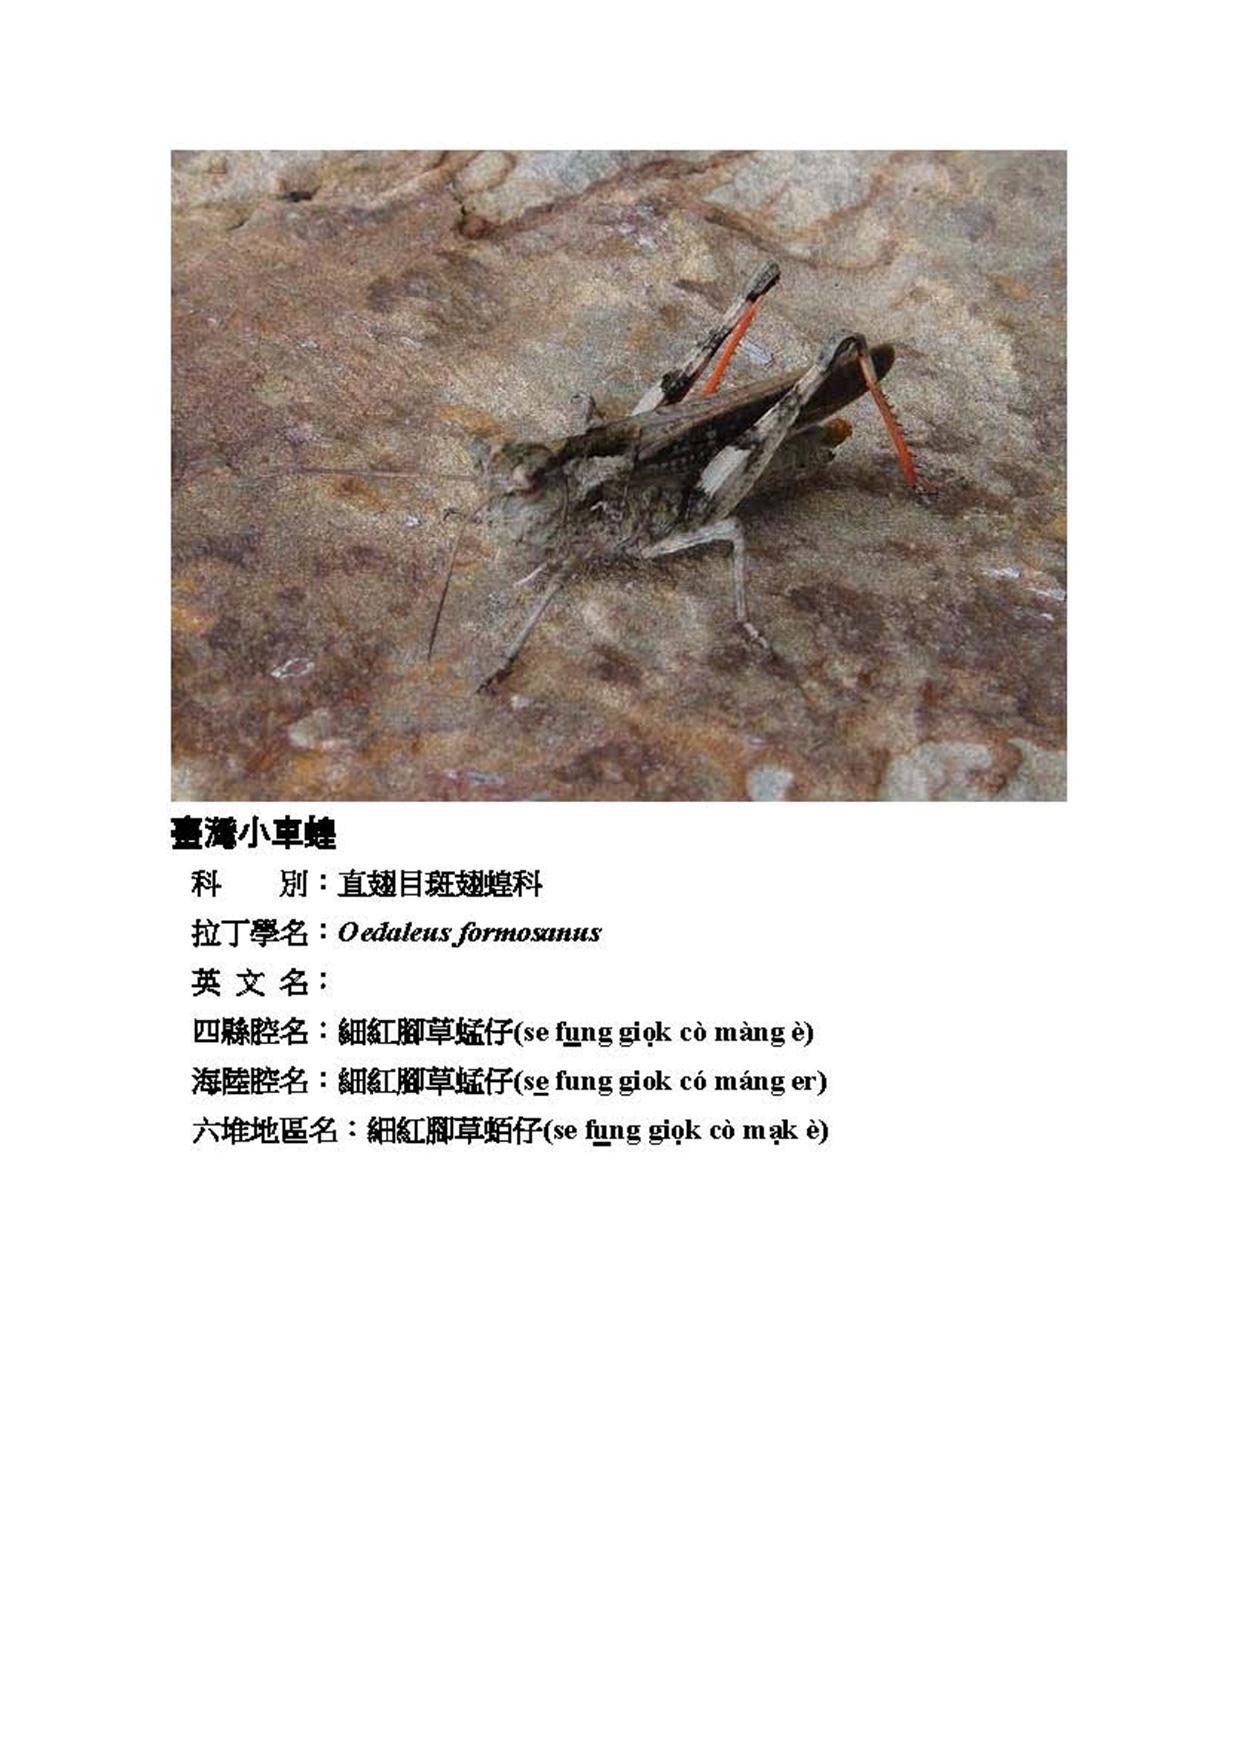 臺灣小車蝗
科　　別：直翅目斑翅蝗科
拉丁學名：Oedaleus formosanus
英 文 名：
四縣腔名：細紅腳草蜢仔(se fu̲ng giọk cò màng è)
海陸腔名：細紅腳草蜢仔(se̲ fung giok có máng er)
六堆地區名：細紅腳草蛨仔(se fu̲ng giọk cò mạk è)